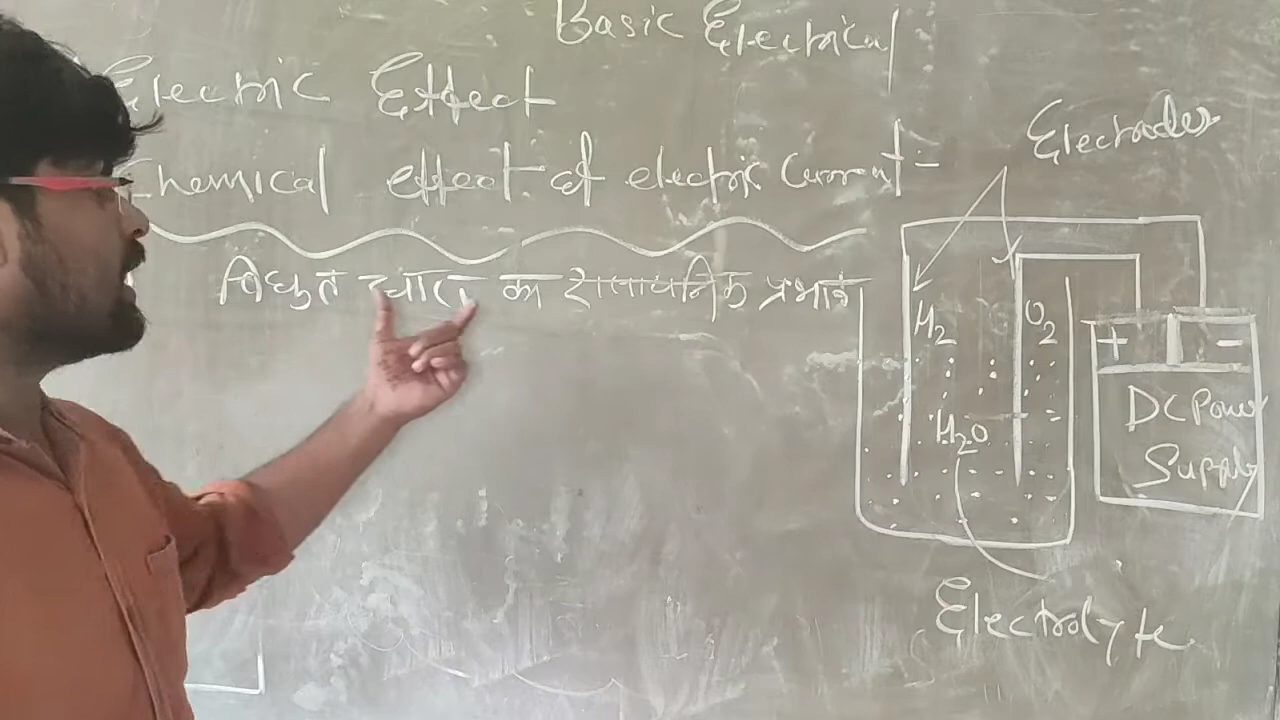 Basic Electrical
Electric Effect
Chemical effect of electric Current:-
विधुत धारा का रासायनिक प्रभाव
Electrodes
H2
O2
H2O
+ -
DC Power
Supply
Electrolyte